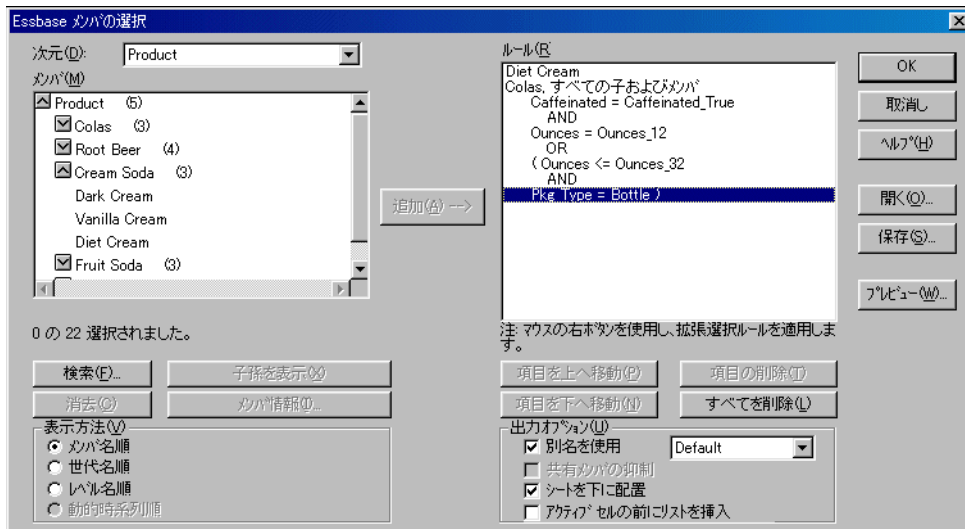 Essbase ﾒﾝﾊﾞの選択
次元(D):
Product
ﾒﾝﾊﾞ(M)
Product (5)
Colas (3)
Root Beer (4)
Cream Soda (3)
Dark Cream
Vanilla Cream
Diet Cream
Fruit Soda (3)
0 の 22 選択されました。
検索(F)...
子孫を表示(X)
消去(C)
ﾒﾝﾊﾞ情報(I)...
表示方法(V)
ﾒﾝﾊﾞ名順
世代名順
ﾚﾍﾞﾙ名順
動的時系列順
追加(A) -->
ﾙｰﾙ(R
Diet Cream
Colas, すべての子およびﾒﾝﾊﾞ
Caffeinated = Caffeinated_True
AND
Ounces = Ounces_12
OR
( Ounces <= Ounces_32
AND
Pkg Type = Bottle )
注: ﾏｳｽの右ﾎﾞﾀﾝを使用し、拡張選択ﾙｰﾙを適用しま
す。
項目を上へ移動(P)
項目の削除(T)
項目を下へ移動(N)
すべてを削除(L)
出力ｵﾌﾟｼｮﾝ(U)
別名を使用
Default
共有ﾒﾝﾊﾞの抑制
ｼｰﾄを下に配置
ｱｸﾃｨﾌﾞ ｾﾙの前にﾘｽﾄを挿入
OK
取消し
ﾍﾙﾌﾟ(H)
開く(O)...
保存(S)...
ﾌﾟﾚﾋﾞｭｰ(W)...